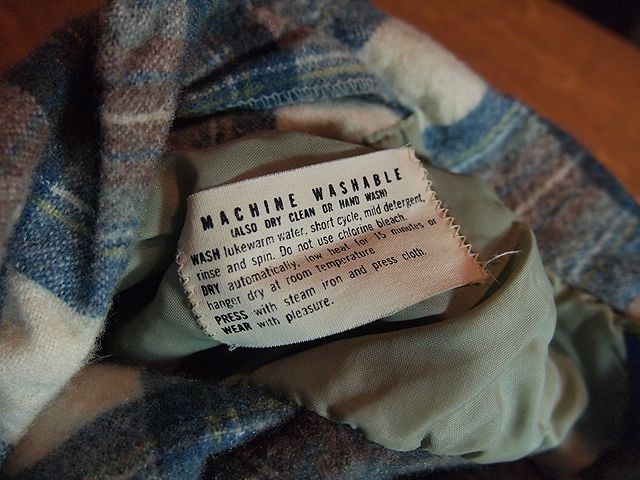 MACHINE WASHABLE
(ALSO DRY CLEAN OR HAND WASH)
WASH lukewarm water, short cycle, mild detergent,
rinse and spin. Do not use chlorine bleach.
DRY automatically, low heat for 15 minutes or
hanger dry at room temperature
PRESS with steam iron and press cloth.
WEAR with pleasure.